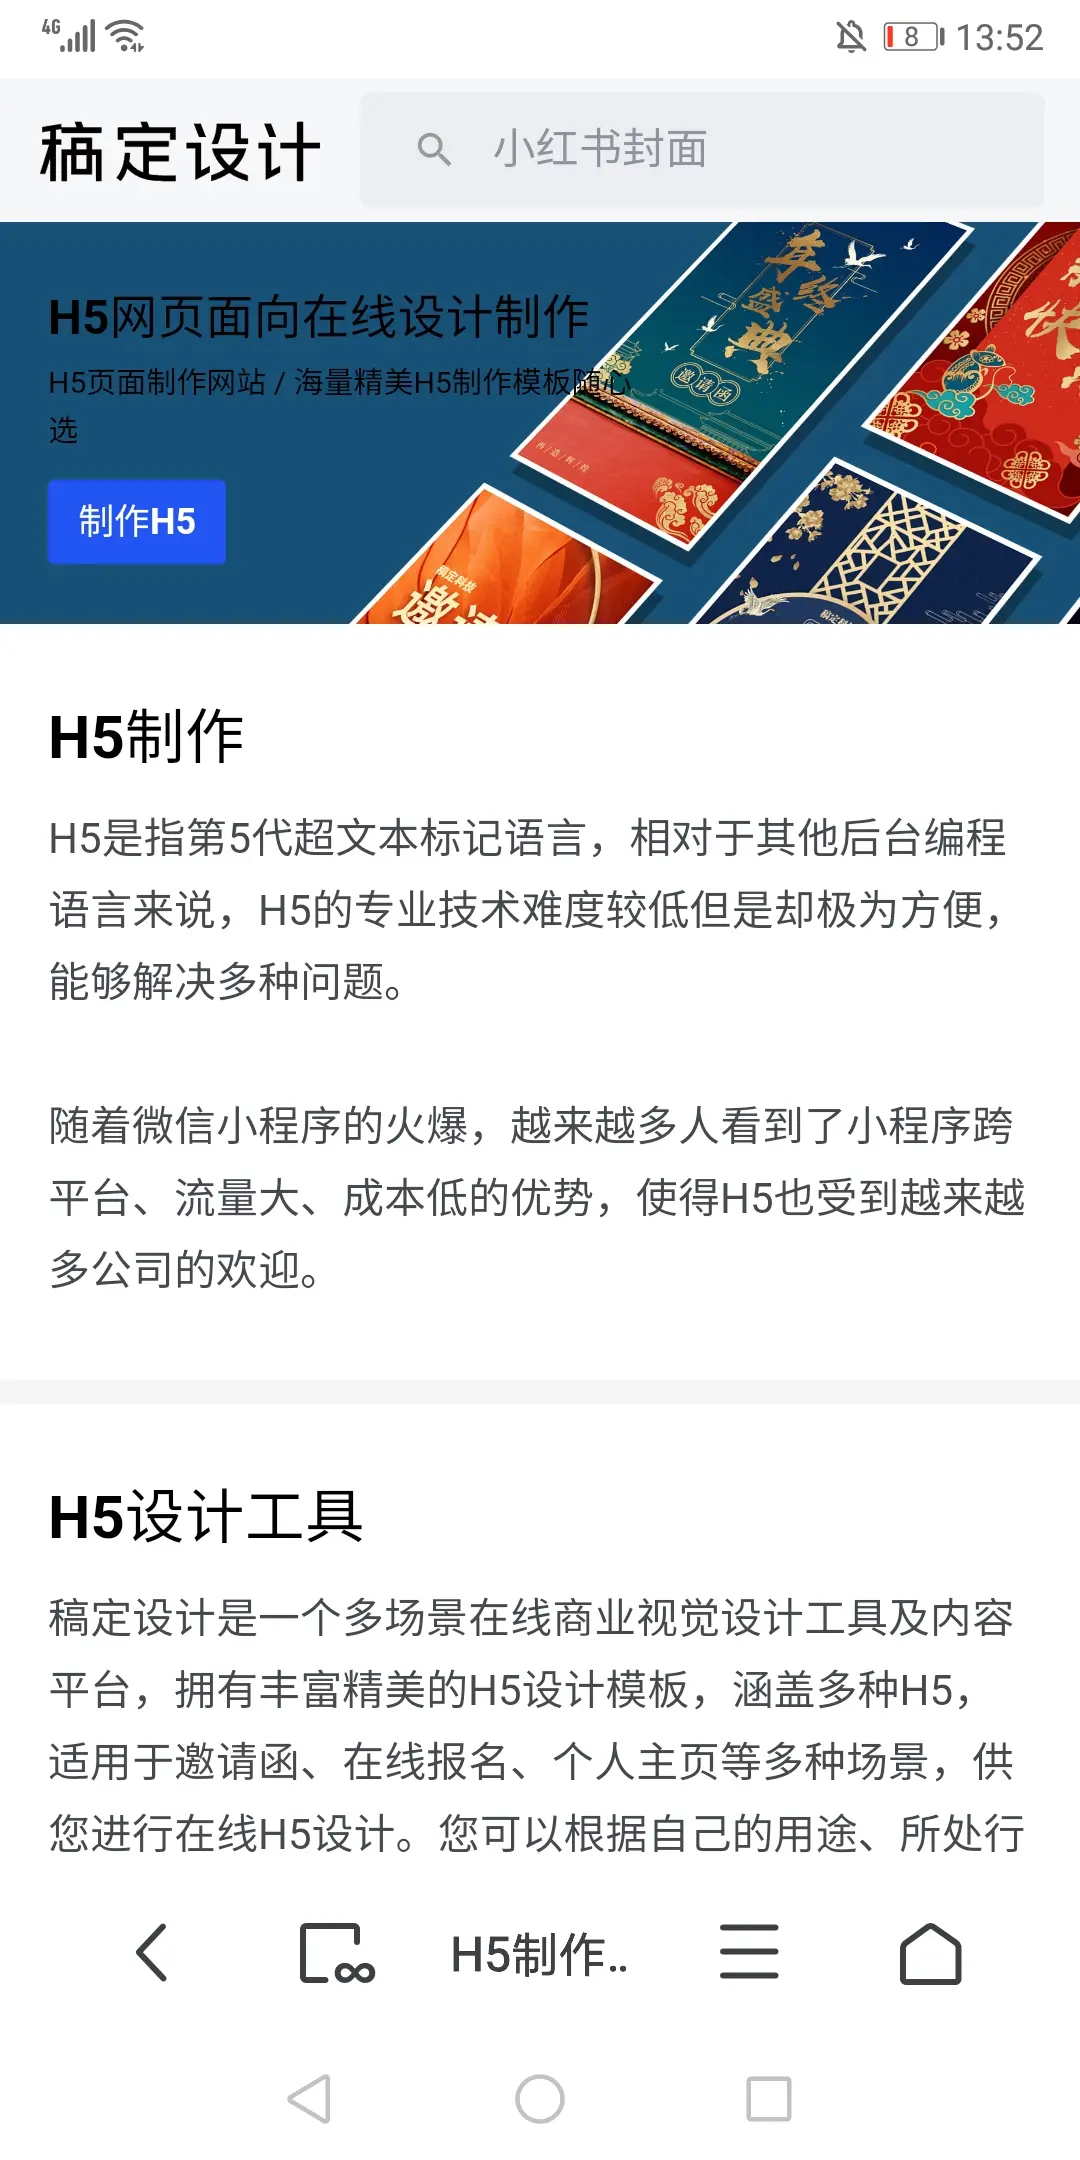 4G
8
13:52
稿定设计
小红书封面
H5网页面向在线设计制作
H5页面制作网站 / 海量精美H5制作模板随心
选
制作H5
年终
盛典
邀请函
再/造/辉/煌
稿定科技
H5制作
H5是指第5代超文本标记语言，相对于其他后台编程
语言来说，H5的专业技术难度较低但是却极为方便，
能够解决多种问题。
随着微信小程序的火爆，越来越多人看到了小程序跨
平台、流量大、成本低的优势，使得H5也受到越来越
多公司的欢迎。
H5设计工具
稿定设计是一个多场景在线商业视觉设计工具及内容
平台，拥有丰富精美的H5设计模板，涵盖多种H5，
适用于邀请函、在线报名、个人主页等多种场景，供
您进行在线H5设计。您可以根据自己的用途、所处行
H5制作..